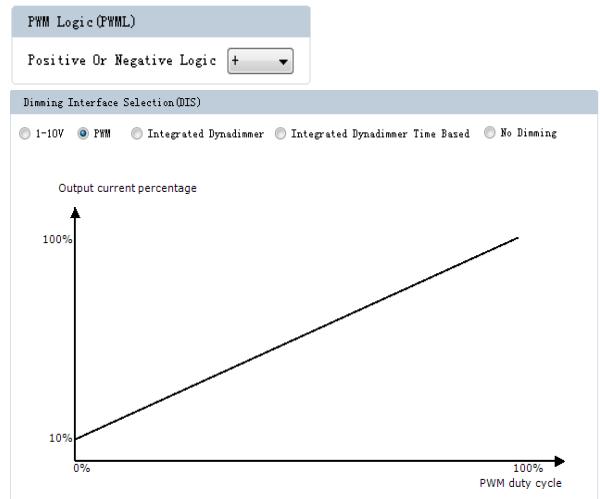 PWM Logic(PWML)
Positive Or Negative Logic +
Dimming Interface Selection(DIS)
1-10V PWM Integrated Dynadimmer Integrated Dynadimmer Time Based No Dimming
Output current percentage
100%
10%
0% 100%
PWM duty cycle